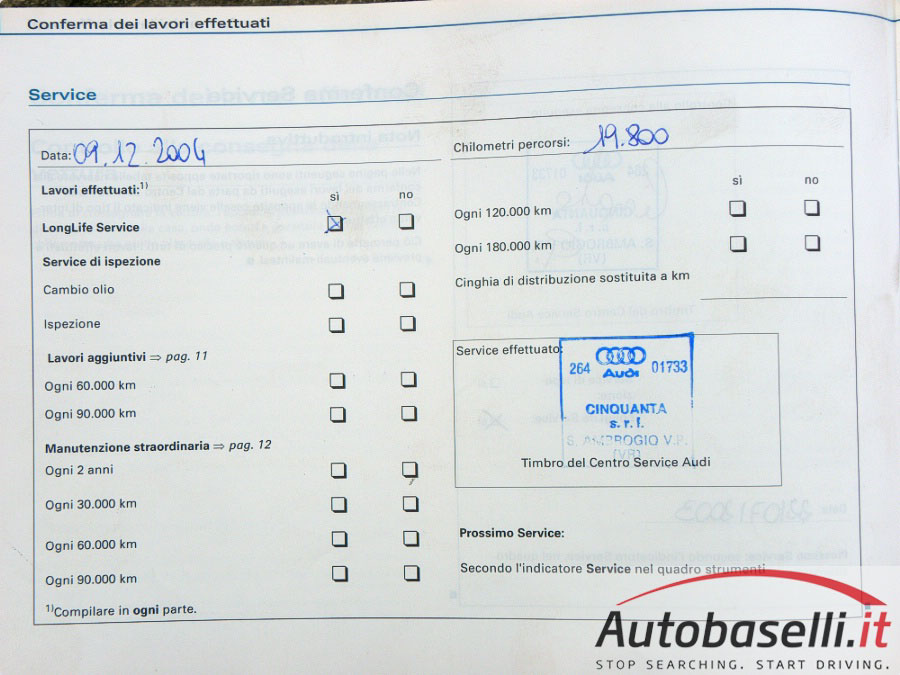 Conferma dei lavori effettuati
Service
Data: 09.12.2004
Lavori effettuati:1)
sì no
LongLife Service
Service di ispezione
Cambio olio
Ispezione
Lavori aggiuntivi ⇒ pag. 11
Ogni 60.000 km
Ogni 90.000 km
Manutenzione straordinaria ⇒ pag. 12
Ogni 2 anni
Ogni 30.000 km
Ogni 60.000 km
Ogni 90.000 km
1)Compilare in ogni parte.
Chilometri percorsi: 19.800
sì no
Ogni 120.000 km
Ogni 180.000 km
Cinghia di distribuzione sostituita a km
Service effettuato:
264 Audi 01733
CINQUANTA
s.r.l.
S. AMBROGIO V.P.
(VR)
Timbro del Centro Service Audi
Prossimo Service:
Secondo l'indicatore Service nel quadro strumenti
Autobaselli.it
STOP SEARCHING. START DRIVING.